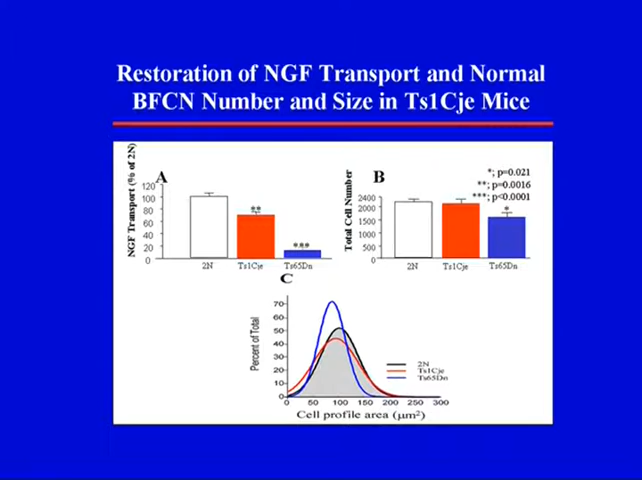 Restoration of NGF Transport and Normal
BFCN Number and Size in Ts1Cje Mice
A
NGF Transport (% of 2N)
120
100
80
60
40
20
0
**
***
2N Ts1Cje Ts65Dn
B
*; p=0.021
**; p=0.0016
***; p<0.0001
Total Cell Number
2400
2000
1500
1000
500
0
*
2N Ts1Cje Ts65Dn
C
Percent of Total
70
60
50
40
30
20
10
0
2N
Ts1Cje
Ts65Dn
0 50 100 150 200 250 300
Cell profile area (μm²)